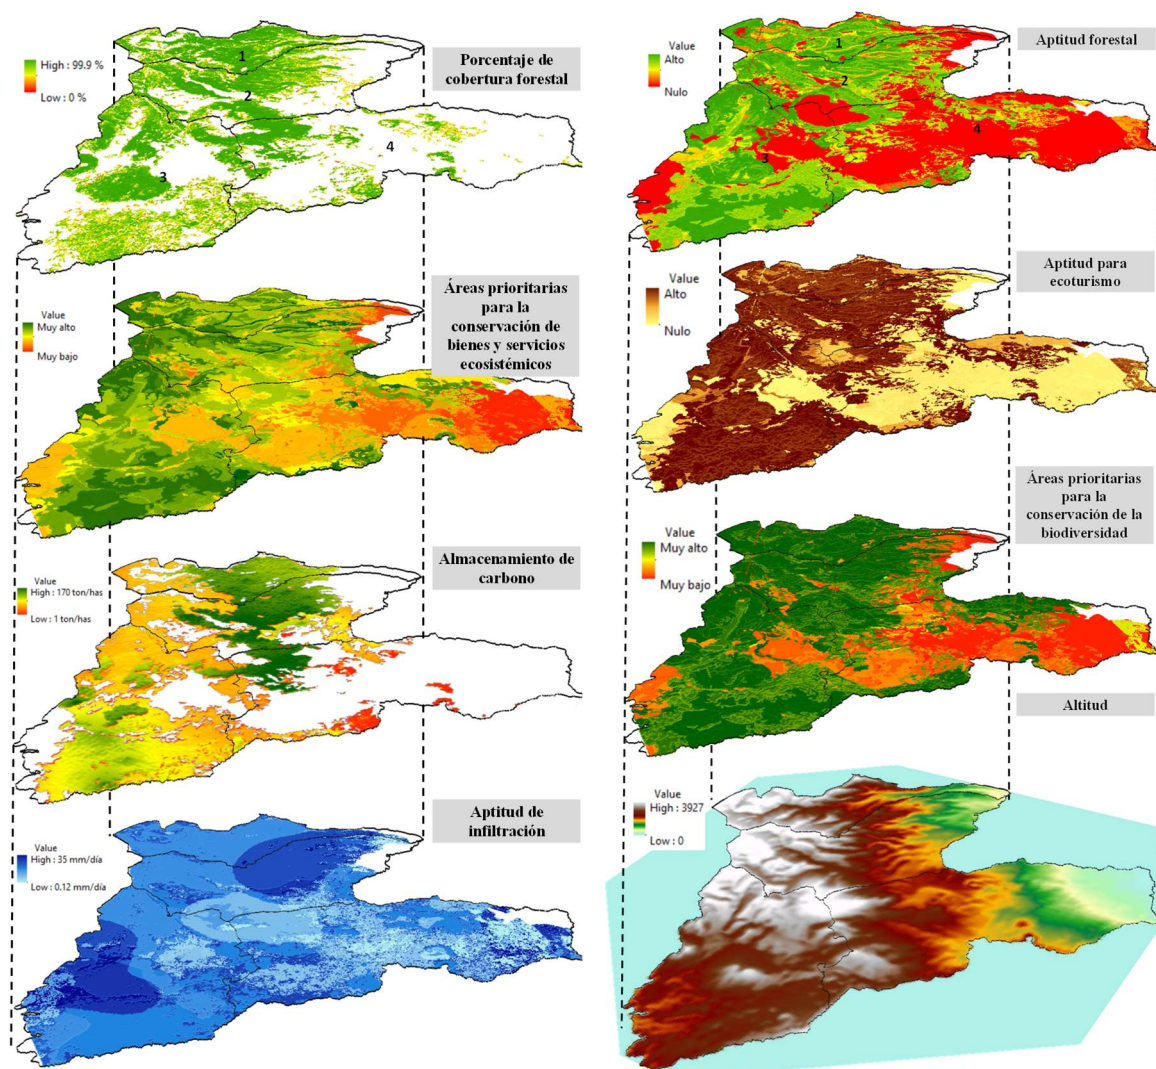 Porcentaje de
cobertura forestal
High : 99.9 %
Low : 0 %
1
2
3
4
Áreas prioritarias
para la
conservación de
bienes y servicios
ecosistémicos
Value
Muy alto
Muy bajo
Almacenamiento de
carbono
Value
High : 170 ton/has
Low : 1 ton/has
Aptitud de
infiltración
Value
High : 35 mm/día
Low : 0.12 mm/día
Aptitud forestal
Value
Alto
Nulo
1
2
3
4
Aptitud para
ecoturismo
Value
Alto
Nulo
Áreas prioritarias
para la
conservación de la
biodiversidad
Value
Muy alto
Muy bajo
Altitud
Value
High : 3927
Low : 0